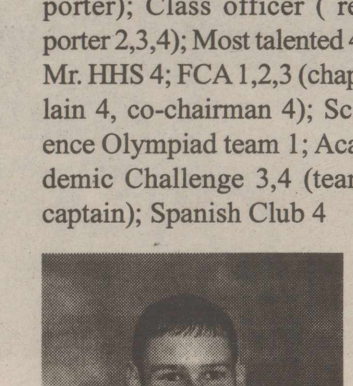 porter); Class officer ( re
porter 2,3,4); Most talented 4
Mr. HHS 4; FCA 1,2,3 (chap
lain 4, co-chairman 4); Sc
ence Olympiad team 1; Aca
demic Challenge 3,4 (team
captain); Spanish Club 4